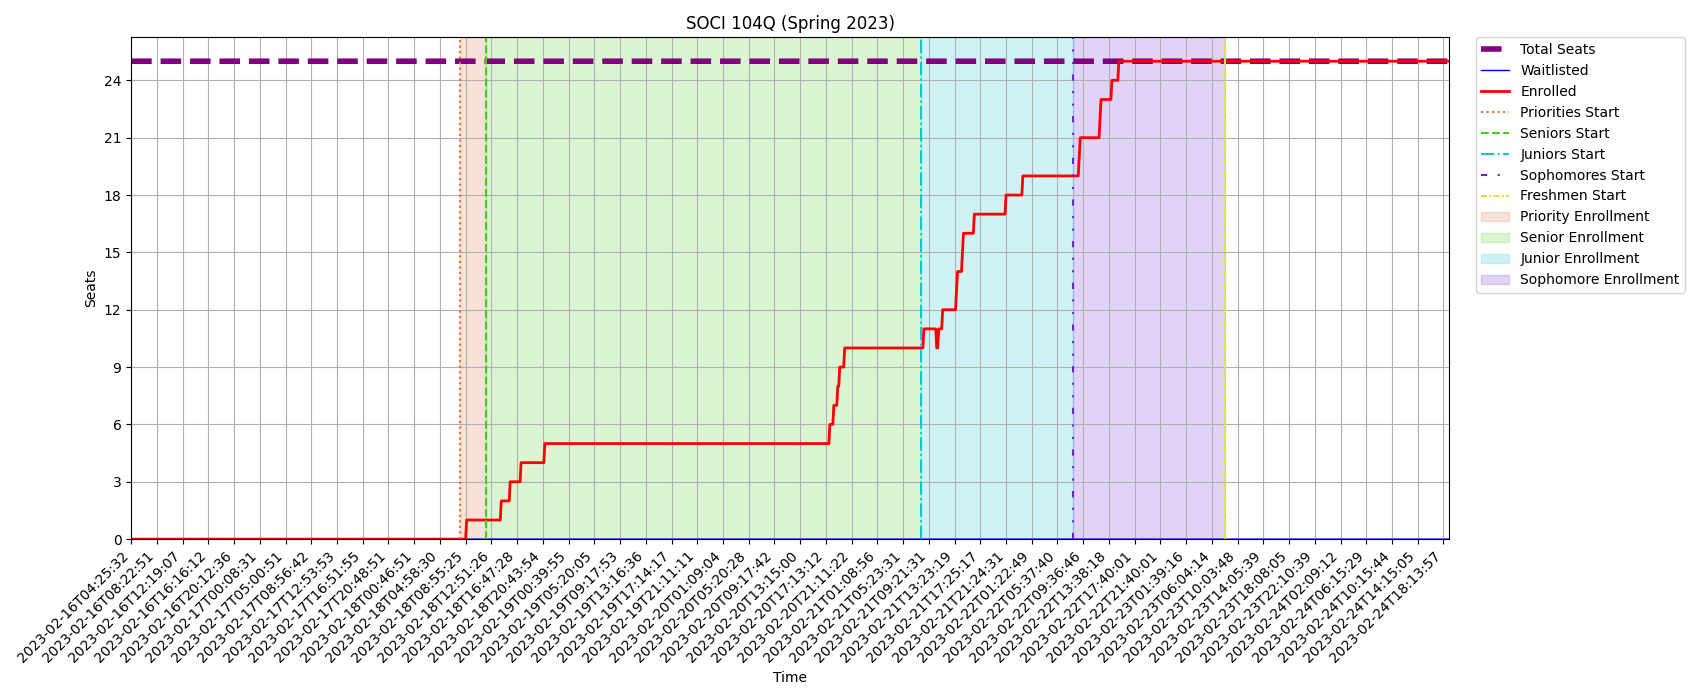 SOCI 104Q (Spring 2023)
Total Seats
Waitlisted
Enrolled
Priorities Start
Seniors Start
Juniors Start
Sophomores Start
Freshmen Start
Priority Enrollment
Senior Enrollment
Junior Enrollment
Sophomore Enrollment
Seats
24
21
18
15
12
9
6
3
0
2023-02-16T04:25:32
2023-02-16T08:22:51
2023-02-16T12:19:07
2023-02-16T16:16:12
2023-02-16T20:12:36
2023-02-17T00:08:31
2023-02-17T05:00:51
2023-02-17T08:56:42
2023-02-17T12:53:53
2023-02-17T16:51:55
2023-02-17T20:48:51
2023-02-18T00:46:51
2023-02-18T04:58:30
2023-02-18T08:55:25
2023-02-18T12:51:26
2023-02-18T16:47:28
2023-02-18T20:43:54
2023-02-19T00:39:55
2023-02-19T05:20:05
2023-02-19T09:17:53
2023-02-19T13:16:36
2023-02-19T17:14:17
2023-02-19T21:11:11
2023-02-20T01:09:04
2023-02-20T05:20:28
2023-02-20T09:17:42
2023-02-20T13:15:00
2023-02-20T17:13:12
2023-02-20T21:11:22
2023-02-21T01:08:56
2023-02-21T05:23:31
2023-02-21T09:21:31
2023-02-21T13:23:19
2023-02-21T17:25:17
2023-02-21T21:24:31
2023-02-22T01:22:49
2023-02-22T05:37:40
2023-02-22T09:36:46
2023-02-22T13:38:18
2023-02-22T17:40:01
2023-02-22T21:40:01
2023-02-23T01:39:16
2023-02-23T06:04:14
2023-02-23T10:03:48
2023-02-23T14:05:39
2023-02-23T18:08:05
2023-02-23T22:10:39
2023-02-24T02:09:12
2023-02-24T06:15:29
2023-02-24T10:15:44
2023-02-24T14:15:05
2023-02-24T18:13:57
Time